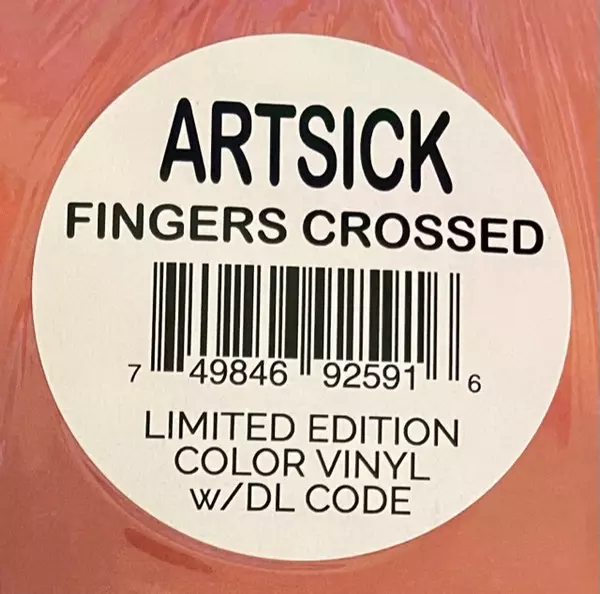 ARTSICK
FINGERS CROSSED
7 49846 92591 6
LIMITED EDITION
COLOR VINYL
w/DL CODE